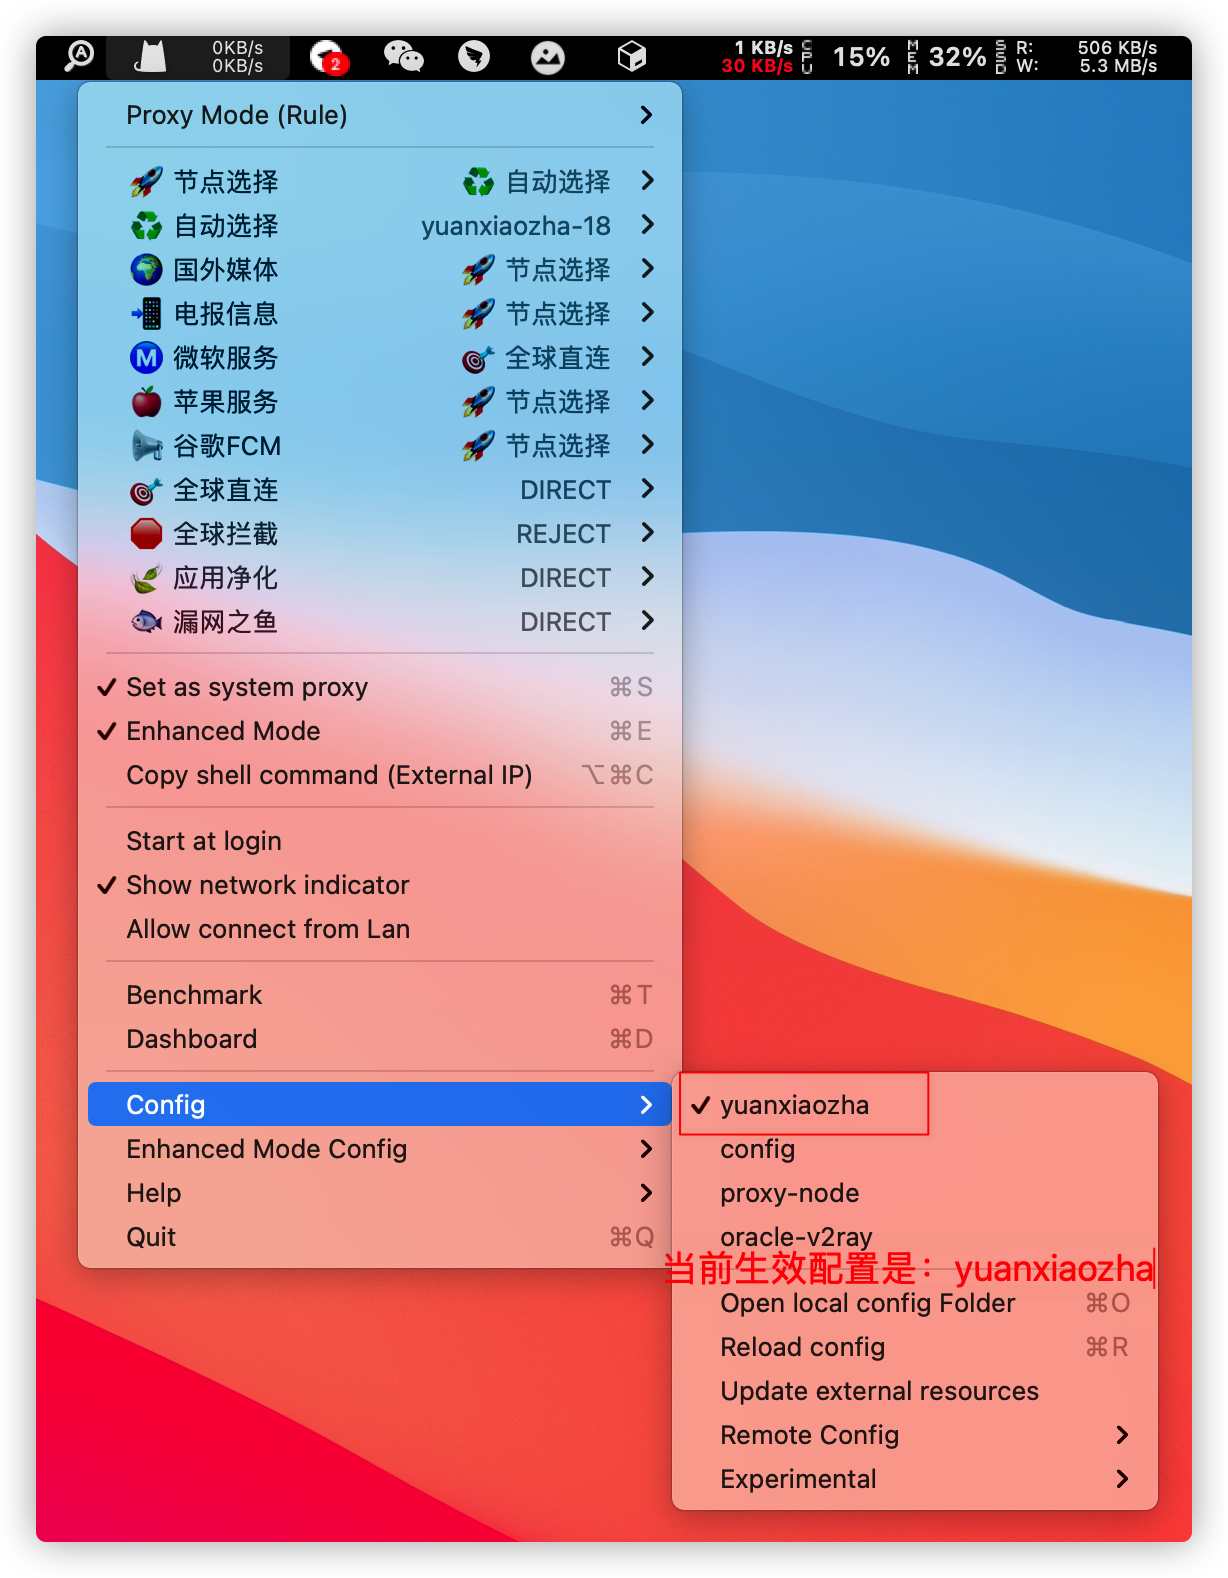 0KB/s
0KB/s
2
1 KB/s
30 KB/s
CPU
15%
MEM
32%
SSD
R: 506 KB/s
W: 5.3 MB/s
Proxy Mode (Rule)
节点选择 自动选择
自动选择 yuanxiaozha-18
国外媒体 节点选择
电报信息 节点选择
M 微软服务 全球直连
苹果服务 节点选择
谷歌FCM 节点选择
全球直连 DIRECT
全球拦截 REJECT
应用净化 DIRECT
漏网之鱼 DIRECT
✓ Set as system proxy ⌘S
✓ Enhanced Mode ⌘E
Copy shell command (External IP) ⌥⌘C
Start at login
✓ Show network indicator
Allow connect from Lan
Benchmark ⌘T
Dashboard ⌘D
Config
Enhanced Mode Config
Help
Quit ⌘Q
✓ yuanxiaozha
config
proxy-node
oracle-v2ray
当前生效配置是：yuanxiaozha
Open local config Folder ⌘O
Reload config ⌘R
Update external resources
Remote Config
Experimental